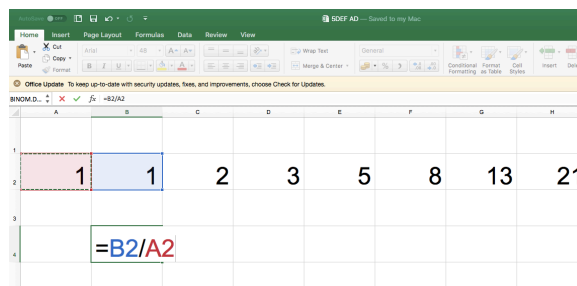 AutoSave OFF 5DEF AD — Saved to my Mac
Home Insert Page Layout Formulas Data Review View
Cut
Copy
Format
Paste
Arial 48 A A
B I U A
Wrap Text
Merge & Center
General
Conditional Formatting
Format as Table
Cell Styles
Insert Dele
Office Update To keep up-to-date with security updates, fixes, and improvements, choose Check for Updates.
BINOM.D... fx =B2/A2
A B C D E F G H
1
2 1 1 2 3 5 8 13 21
3
4 =B2/A2